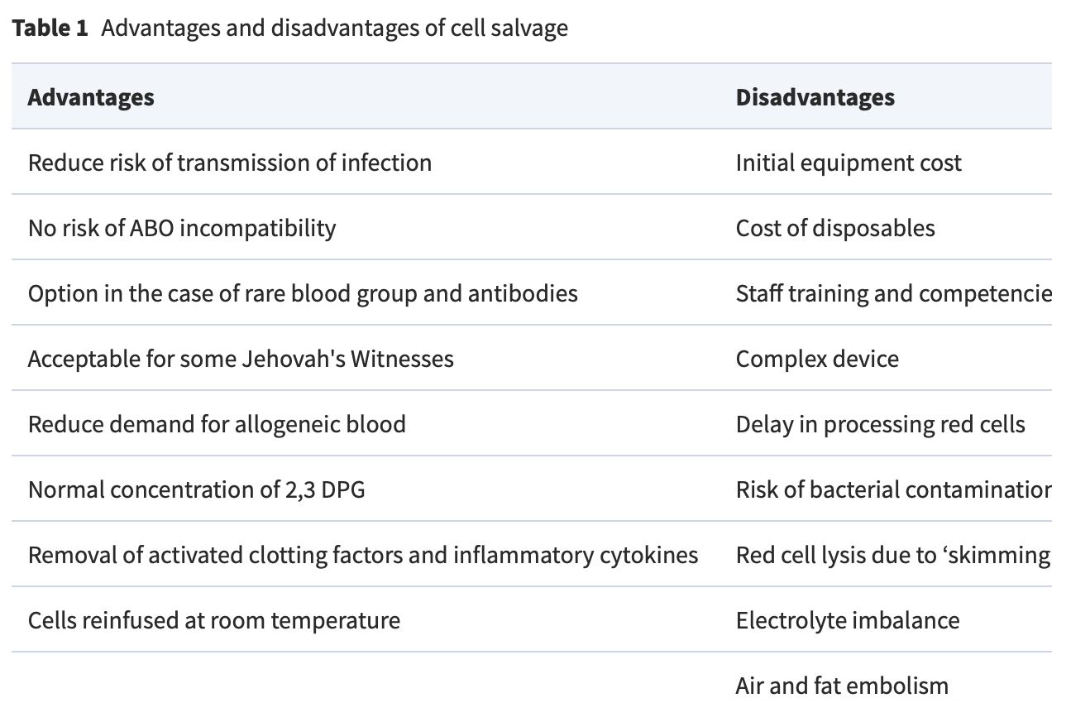 Table 1 Advantages and disadvantages of cell salvage
Advantages Disadvantages
Reduce risk of transmission of infection Initial equipment cost
No risk of ABO incompatibility Cost of disposables
Option in the case of rare blood group and antibodies Staff training and competencie
Acceptable for some Jehovah's Witnesses Complex device
Reduce demand for allogeneic blood Delay in processing red cells
Normal concentration of 2,3 DPG Risk of bacterial contamination
Removal of activated clotting factors and inflammatory cytokines Red cell lysis due to ‘skimming
Cells reinfused at room temperature Electrolyte imbalance
Air and fat embolism